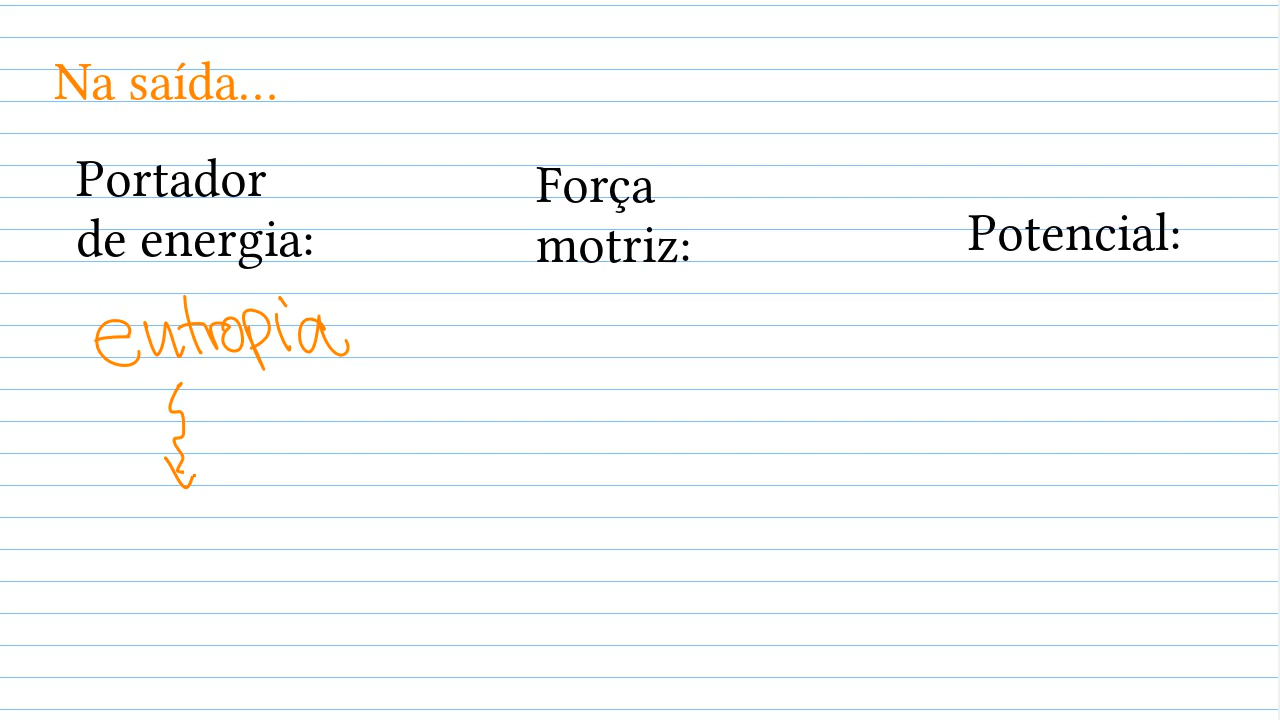 Na saída...
Portador
de energia:
Força
motriz:
Potencial:
entropia